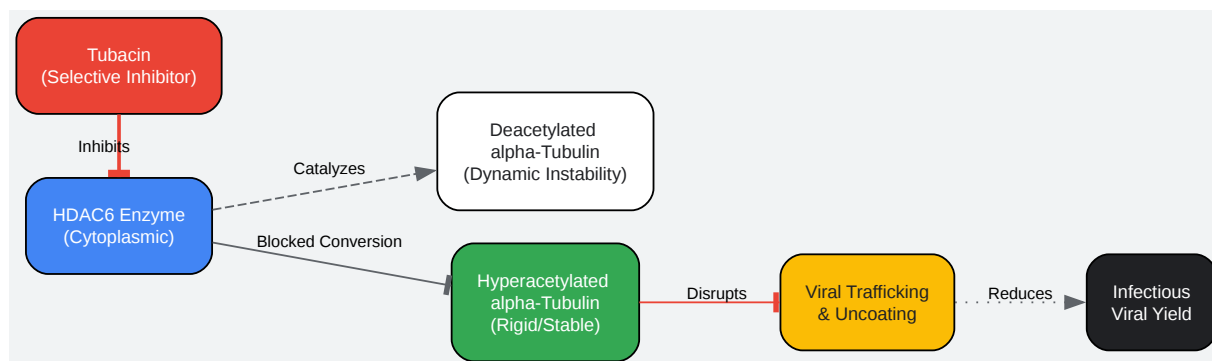 Tubacin
(Selective Inhibitor)
Inhibits
HDAC6 Enzyme
(Cytoplasmic)
Catalyzes
Deacetylated
alpha-Tubulin
(Dynamic Instability)
Blocked Conversion
Hyperacetylated
alpha-Tubulin
(Rigid/Stable)
Disrupts
Viral Trafficking
& Uncoating
Reduces
Infectious
Viral Yield